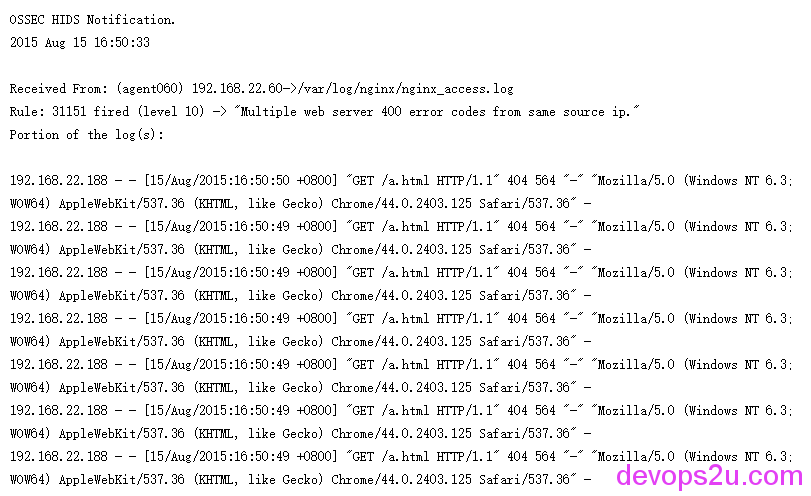 OSSEC HIDS Notification.
2015 Aug 15 16:50:33
Received From: (agent060) 192.168.22.60->/var/log/nginx/nginx_access.log
Rule: 31151 fired (level 10) -> "Multiple web server 400 error codes from same source ip."
Portion of the log(s):
192.168.22.188 - - [15/Aug/2015:16:50:50 +0800] "GET /a.html HTTP/1.1" 404 564 "-" "Mozilla/5.0 (Windows NT 6.3;
WOW64) AppleWebKit/537.36 (KHTML, like Gecko) Chrome/44.0.2403.125 Safari/537.36" -
192.168.22.188 - - [15/Aug/2015:16:50:49 +0800] "GET /a.html HTTP/1.1" 404 564 "-" "Mozilla/5.0 (Windows NT 6.3;
WOW64) AppleWebKit/537.36 (KHTML, like Gecko) Chrome/44.0.2403.125 Safari/537.36" -
192.168.22.188 - - [15/Aug/2015:16:50:49 +0800] "GET /a.html HTTP/1.1" 404 564 "-" "Mozilla/5.0 (Windows NT 6.3;
WOW64) AppleWebKit/537.36 (KHTML, like Gecko) Chrome/44.0.2403.125 Safari/537.36" -
192.168.22.188 - - [15/Aug/2015:16:50:49 +0800] "GET /a.html HTTP/1.1" 404 564 "-" "Mozilla/5.0 (Windows NT 6.3;
WOW64) AppleWebKit/537.36 (KHTML, like Gecko) Chrome/44.0.2403.125 Safari/537.36" -
192.168.22.188 - - [15/Aug/2015:16:50:49 +0800] "GET /a.html HTTP/1.1" 404 564 "-" "Mozilla/5.0 (Windows NT 6.3;
WOW64) AppleWebKit/537.36 (KHTML, like Gecko) Chrome/44.0.2403.125 Safari/537.36" -
192.168.22.188 - - [15/Aug/2015:16:50:49 +0800] "GET /a.html HTTP/1.1" 404 564 "-" "Mozilla/5.0 (Windows NT 6.3;
WOW64) AppleWebKit/537.36 (KHTML, like Gecko) Chrome/44.0.2403.125 Safari/537.36" -
192.168.22.188 - - [15/Aug/2015:16:50:49 +0800] "GET /a.html HTTP/1.1" 404 564 "-" "Mozilla/5.0 (Windows NT 6.3;
WOW64) AppleWebKit/537.36 (KHTML, like Gecko) Chrome/44.0.2403.125 Safari/537.36" -
devops2u.com